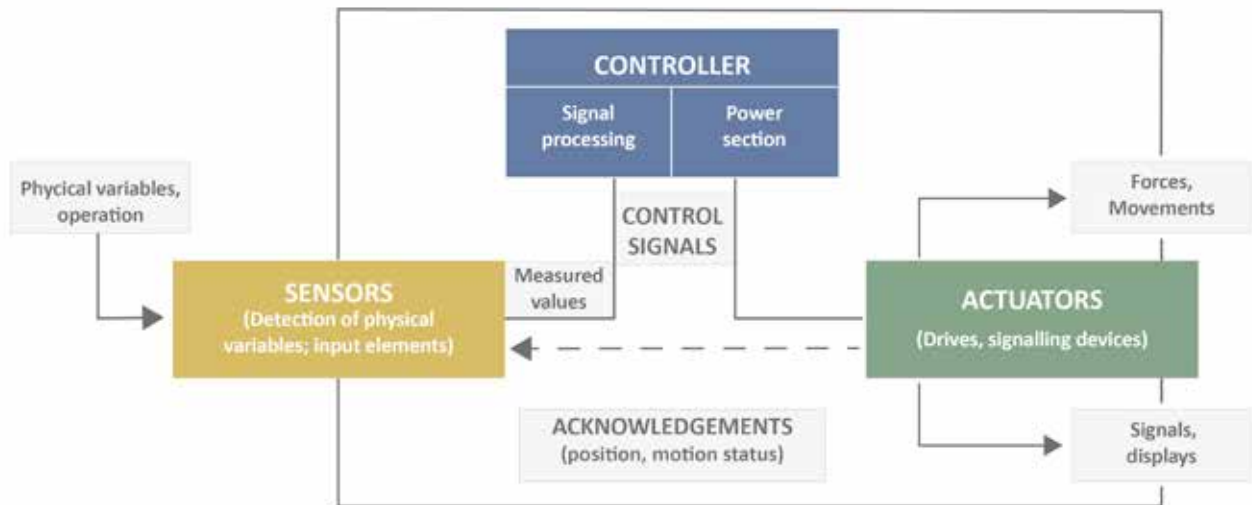 CONTROLLER
Signal
processing
Power
section
Physical variables,
operation
CONTROL
SIGNALS
Forces,
Movements
Measured
values
SENSORS
(Detection of physical
variables; input elements)
ACTUATORS
(Drives, signalling devices)
ACKNOWLEDGEMENTS
(position, motion status)
Signals,
displays